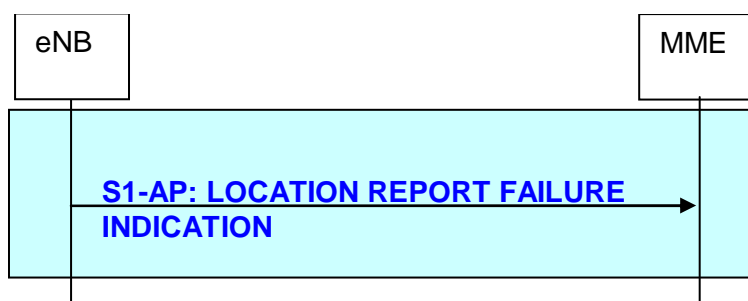 eNB
MME
S1-AP: LOCATION REPORT FAILURE
INDICATION